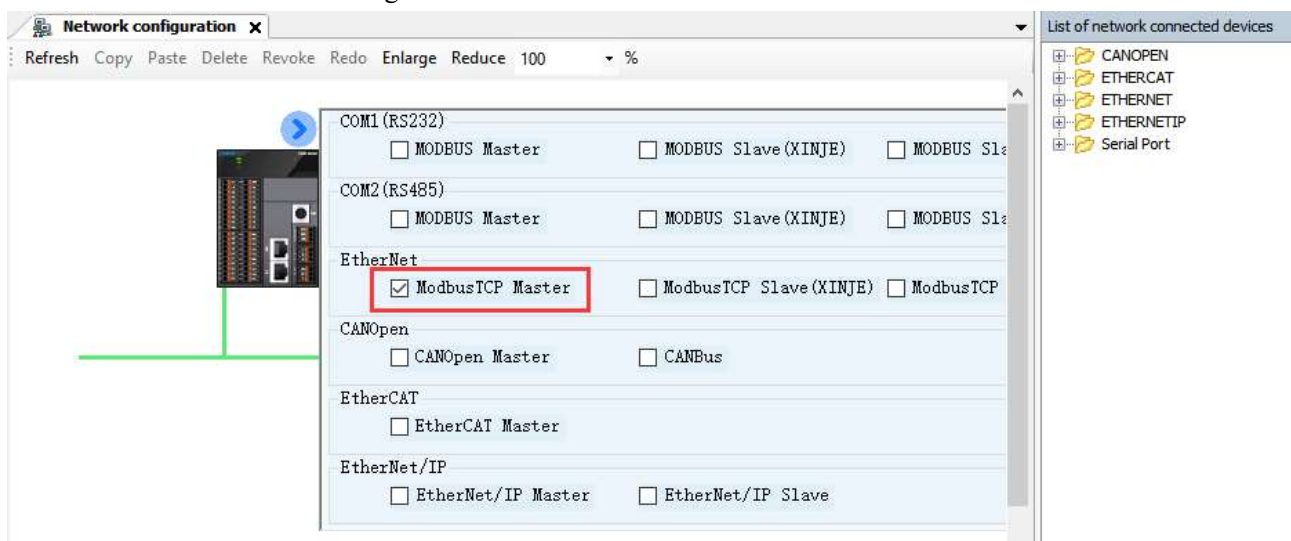 Network configuration X
List of network connected devices
Refresh Copy Paste Delete Revoke Redo Enlarge Reduce 100 %
CANOPEN
ETHERCAT
ETHERNET
ETHERNETIP
Serial Port
COM1(RS232)
MODBUS Master MODBUS Slave(XINJE) MODBUS
COM2(RS485)
MODBUS Master MODBUS Slave(XINJE) MODBUS
EtherNet
ModbusTCP Master ModbusTCP Slave(XINJE) ModbusTCP
CANOpen
CANOpen Master CANBus
EtherCAT
EtherCAT Master
EtherNet/IP
EtherNet/IP Master EtherNet/IP Slave